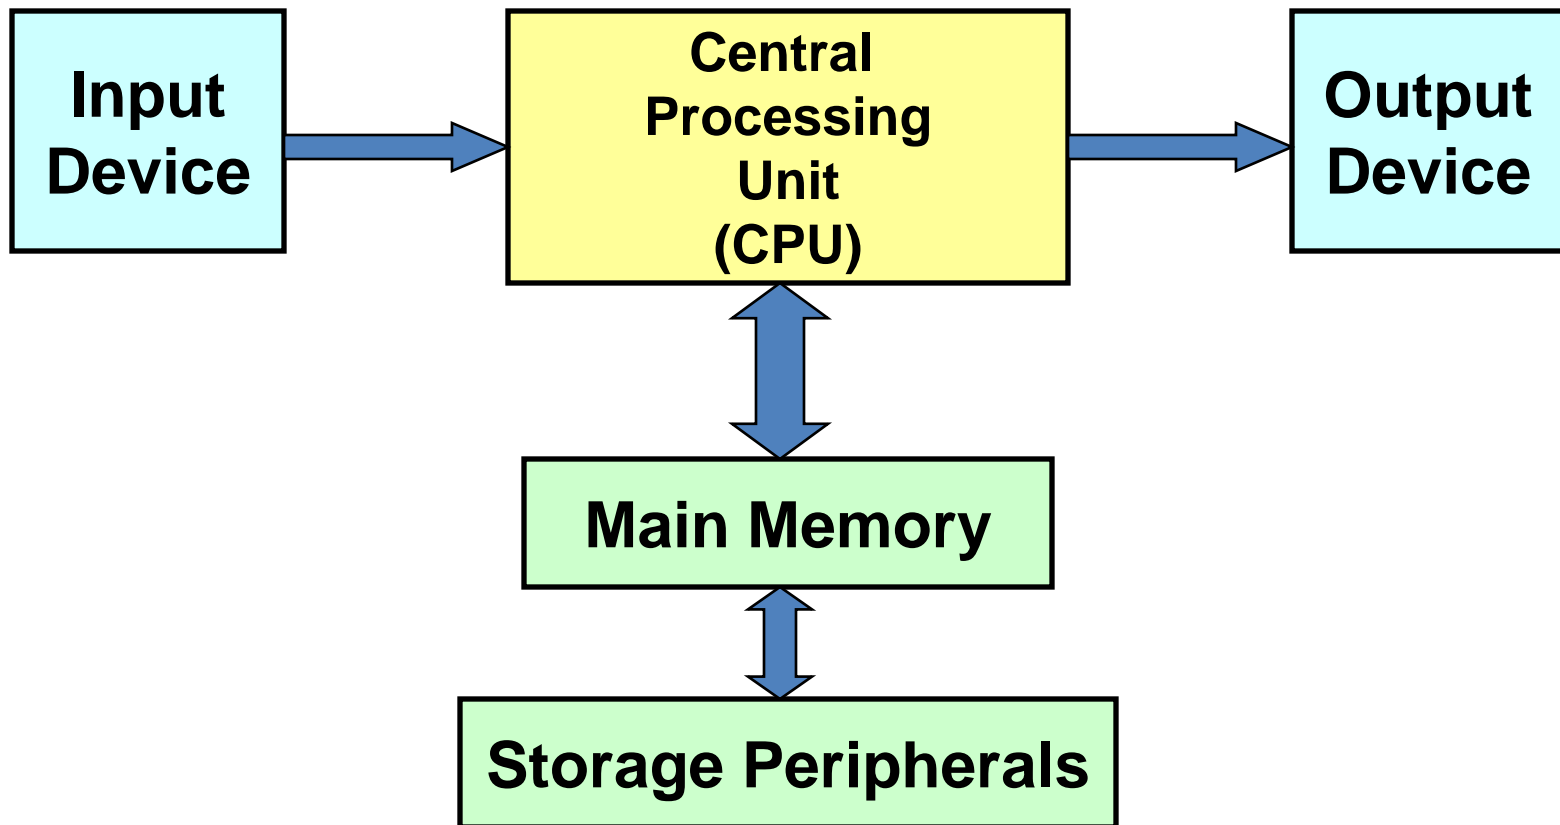 Input
Device
Central
Processing
Unit
(CPU)
Output
Device
Main Memory
Storage Peripherals